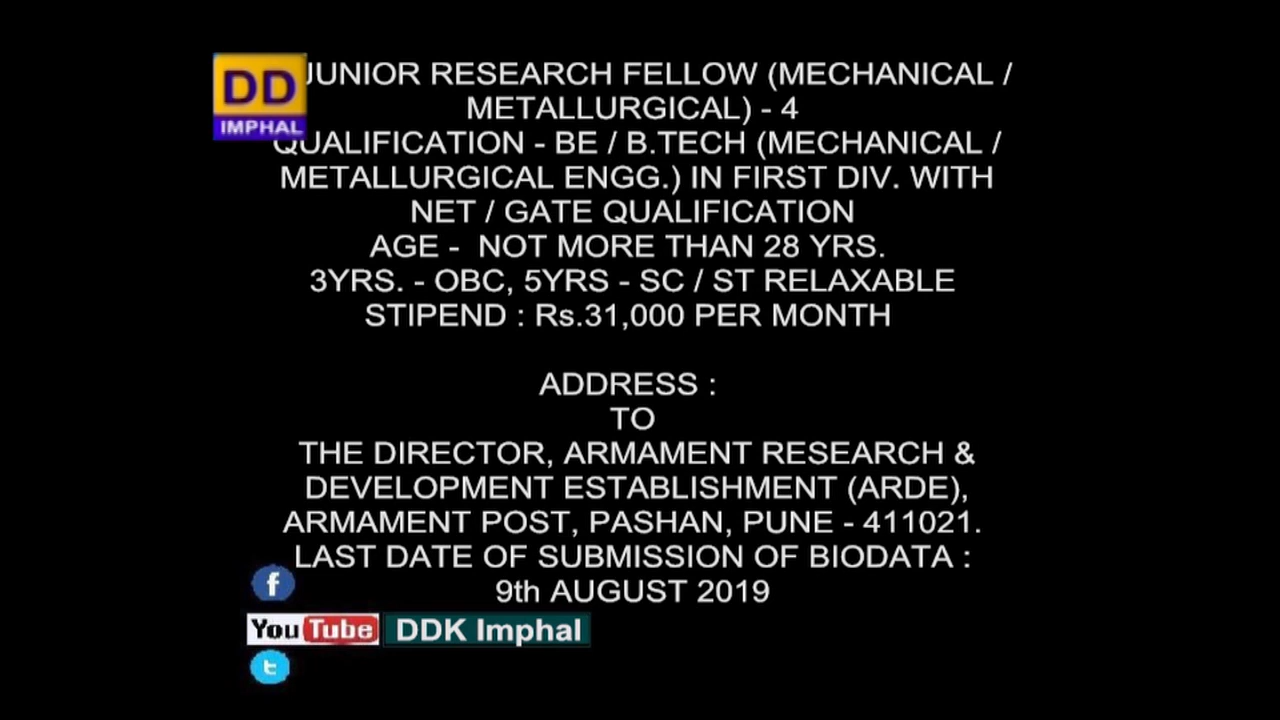 DD
IMPHAL
JUNIOR RESEARCH FELLOW (MECHANICAL /
METALLURGICAL) - 4
QUALIFICATION - BE / B.TECH (MECHANICAL /
METALLURGICAL ENGG.) IN FIRST DIV. WITH
NET / GATE QUALIFICATION
AGE - NOT MORE THAN 28 YRS.
3YRS. - OBC, 5YRS - SC / ST RELAXABLE
STIPEND : Rs.31,000 PER MONTH
ADDRESS :
TO
THE DIRECTOR, ARMAMENT RESEARCH &
DEVELOPMENT ESTABLISHMENT (ARDE),
ARMAMENT POST, PASHAN, PUNE - 411021.
LAST DATE OF SUBMISSION OF BIODATA :
9th AUGUST 2019
f
YouTube DDK Imphal
t